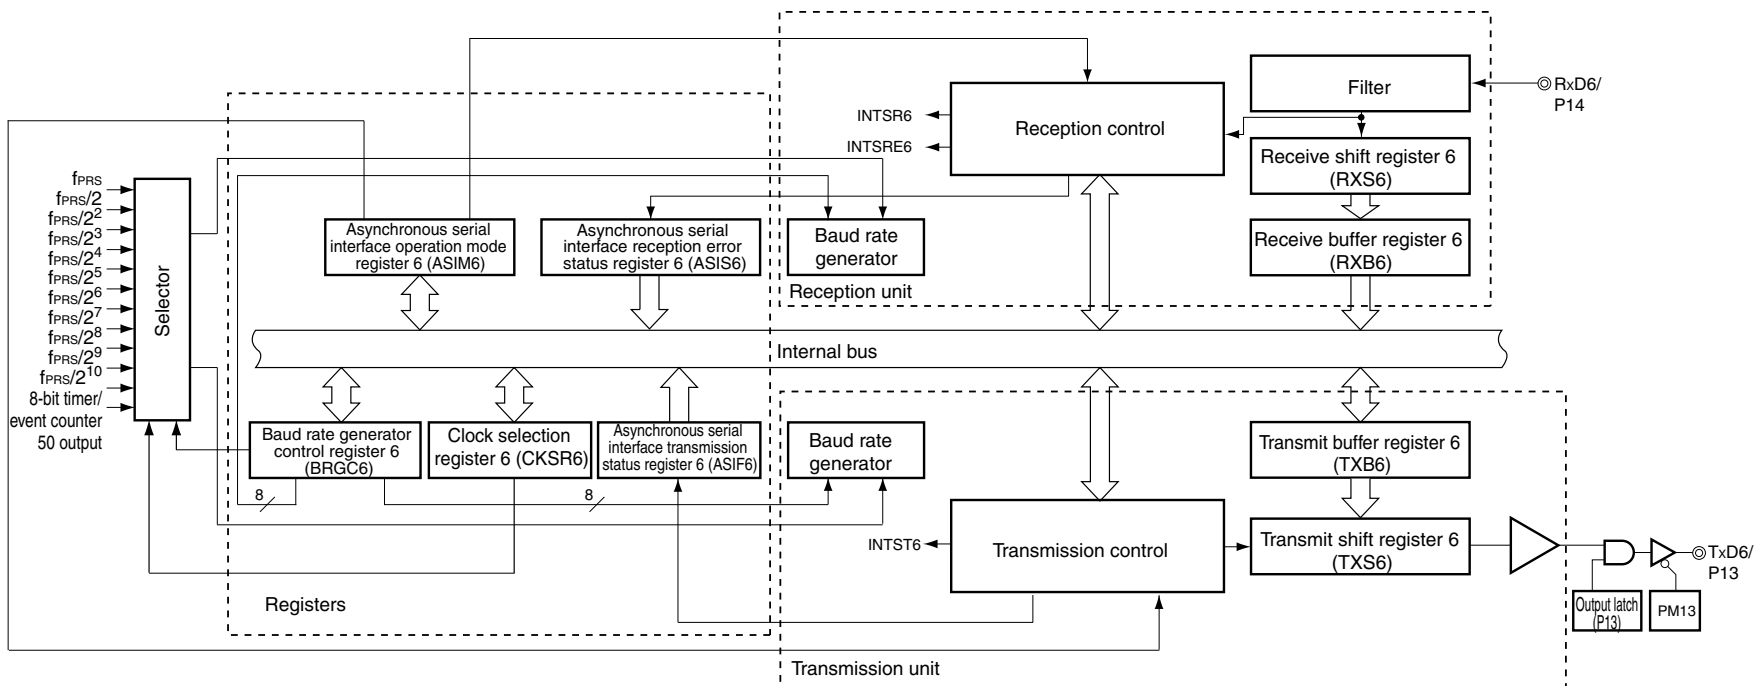 Filter
RxD6/
P14
Reception control
INTSR6
INTSRE6
Receive shift register 6
(RXS6)
Receive buffer register 6
(RXB6)
Baud rate
generator
Reception unit
fPRS
fPRS/2
fPRS/2²
fPRS/2³
fPRS/2⁴
fPRS/2⁵
fPRS/2⁶
fPRS/2⁷
fPRS/2⁸
fPRS/2⁹
fPRS/2¹⁰
8-bit timer/
event counter
50 output
Selector
Asynchronous serial
interface operation mode
register 6 (ASIM6)
Asynchronous serial
interface reception error
status register 6 (ASIS6)
Internal bus
Baud rate generator
control register 6
(BRGC6)
Clock selection
register 6 (CKSR6)
Asynchronous serial
interface transmission
status register 6 (ASIF6)
8
8
Registers
Baud rate
generator
Transmit buffer register 6
(TXB6)
INTST6
Transmission control
Transmit shift register 6
(TXS6)
TxD6/
P13
Output latch
(P13)
PM13
Transmission unit